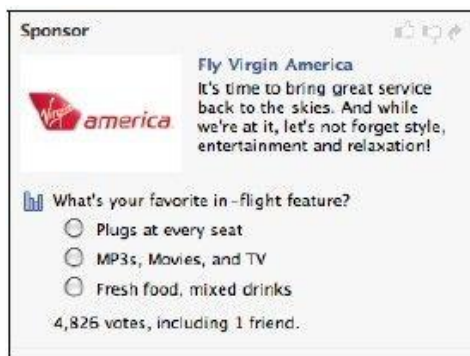 Sponsor
Fly Virgin America
It's time to bring great service
back to the skies. And while
we're at it, let's not forget style,
entertainment and relaxation!
Virgin america
What's your favorite in-flight feature?
Plugs at every seat
MP3s, Movies, and TV
Fresh food, mixed drinks
4,826 votes, including 1 friend.